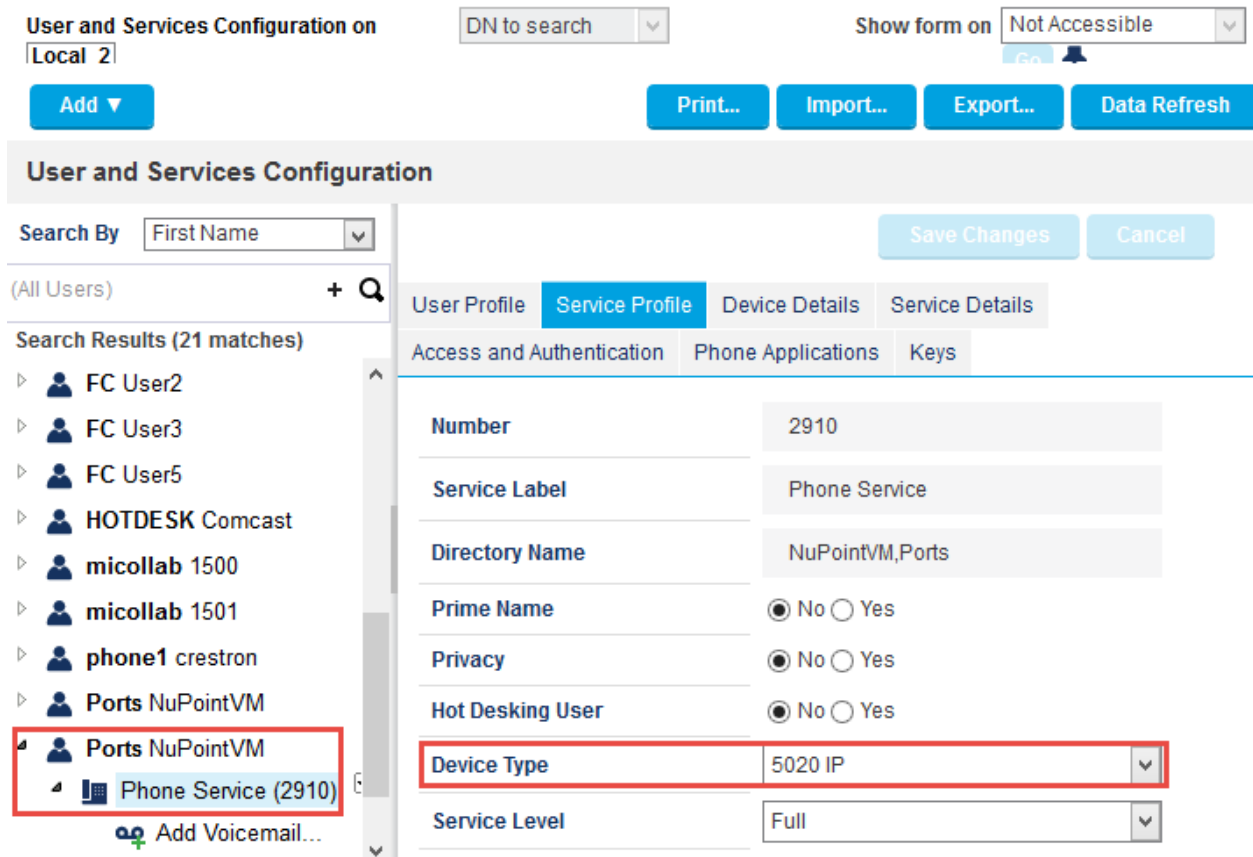 User and Services Configuration on
DN to search
Show form on
Not Accessible
Local_2
Go
Add ▼
Print...
Import...
Export...
Data Refresh
User and Services Configuration
Search By
First Name
Save Changes
Cancel
(All Users)
+
User Profile
Service Profile
Device Details
Service Details
Search Results (21 matches)
Access and Authentication
Phone Applications
Keys
FC User2
FC User3
FC User5
HOTDESK Comcast
micollab 1500
micollab 1501
phone1 crestron
Ports NuPointVM
Ports NuPointVM
Phone Service (2910)
Add Voicemail...
Number
2910
Service Label
Phone Service
Directory Name
NuPointVM,Ports
Prime Name
No Yes
Privacy
No Yes
Hot Desking User
No Yes
Device Type
5020 IP
Service Level
Full